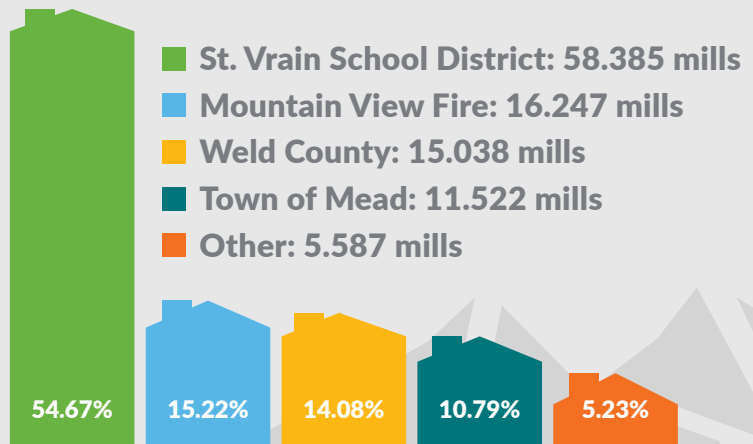 St. Vrain School District: 58.385 mills
Mountain View Fire: 16.247 mills
Weld County: 15.038 mills
Town of Mead: 11.522 mills
Other: 5.587 mills
54.67% 15.22% 14.08% 10.79% 5.23%